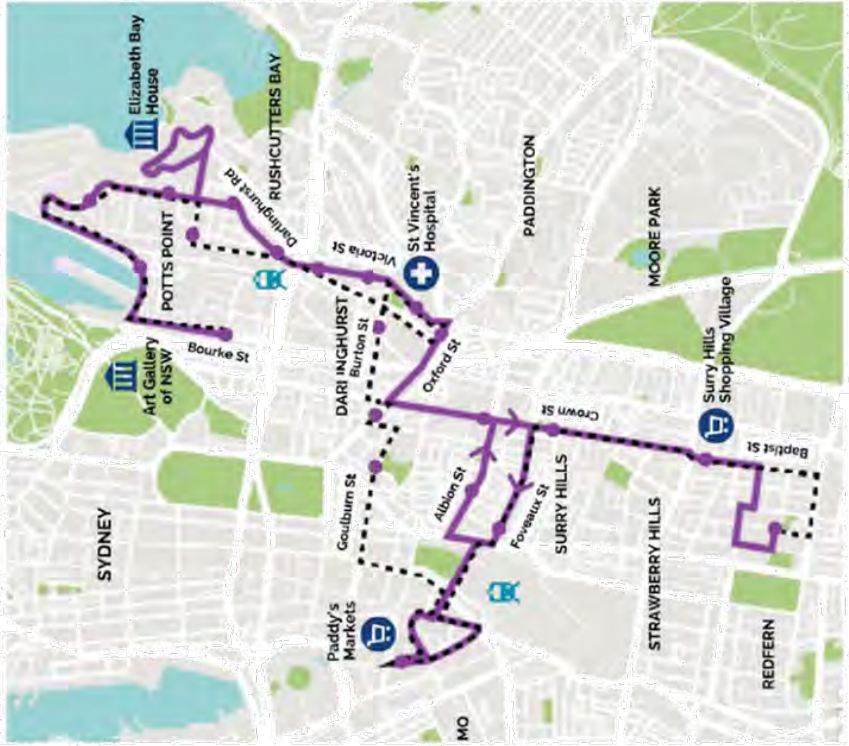 Elizabeth Bay
House
RUSHCUTTERS BAY
Darlinghurst Rd
POTTS POINT
Victoria St
St Vincent's
Hospital
PADDINGTON
MOORE PARK
Art Gallery
of NSW
Bourke St
DARLINGHURST
Burton St
Oxford St
Surry Hills
Shopping Village
Crown St
Baptist St
SYDNEY
Goulburn St
Albion St
Foveaux St
SURRY HILLS
STRAWBERRY HILLS
Paddy's
Markets
REDFERN
MO